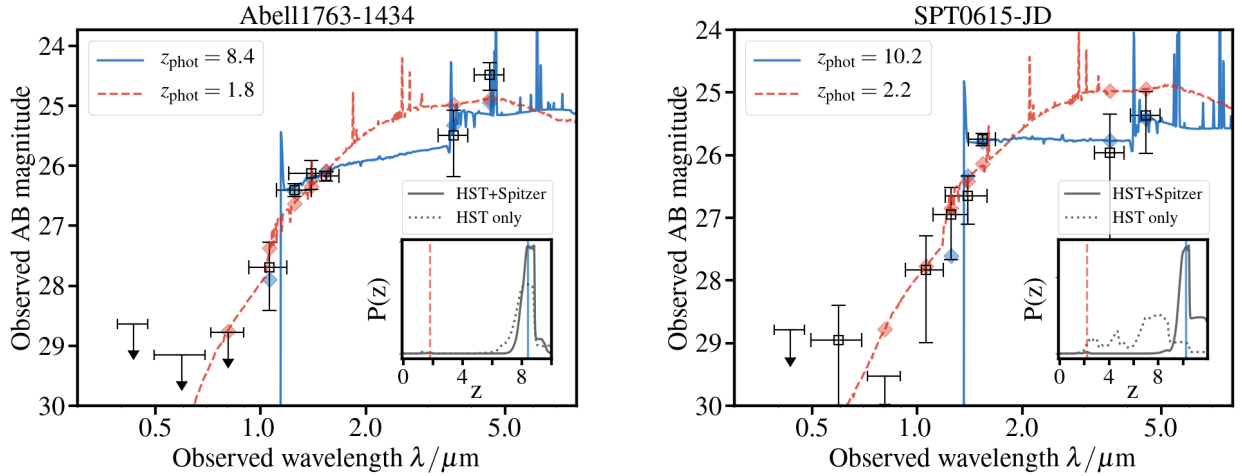 Abell1763-1434
z_phot = 8.4
z_phot = 1.8
Observed AB magnitude
24
25
26
27
28
29
30
HST+Spitzer
HST only
P(z)
0 4 8
z
0.5 1.0 2.0 5.0
Observed wavelength λ/μm
SPT0615-JD
z_phot = 10.2
z_phot = 2.2
Observed AB magnitude
24
25
26
27
28
29
30
HST+Spitzer
HST only
P(z)
0 4 8
z
0.5 1.0 2.0 5.0
Observed wavelength λ/μm